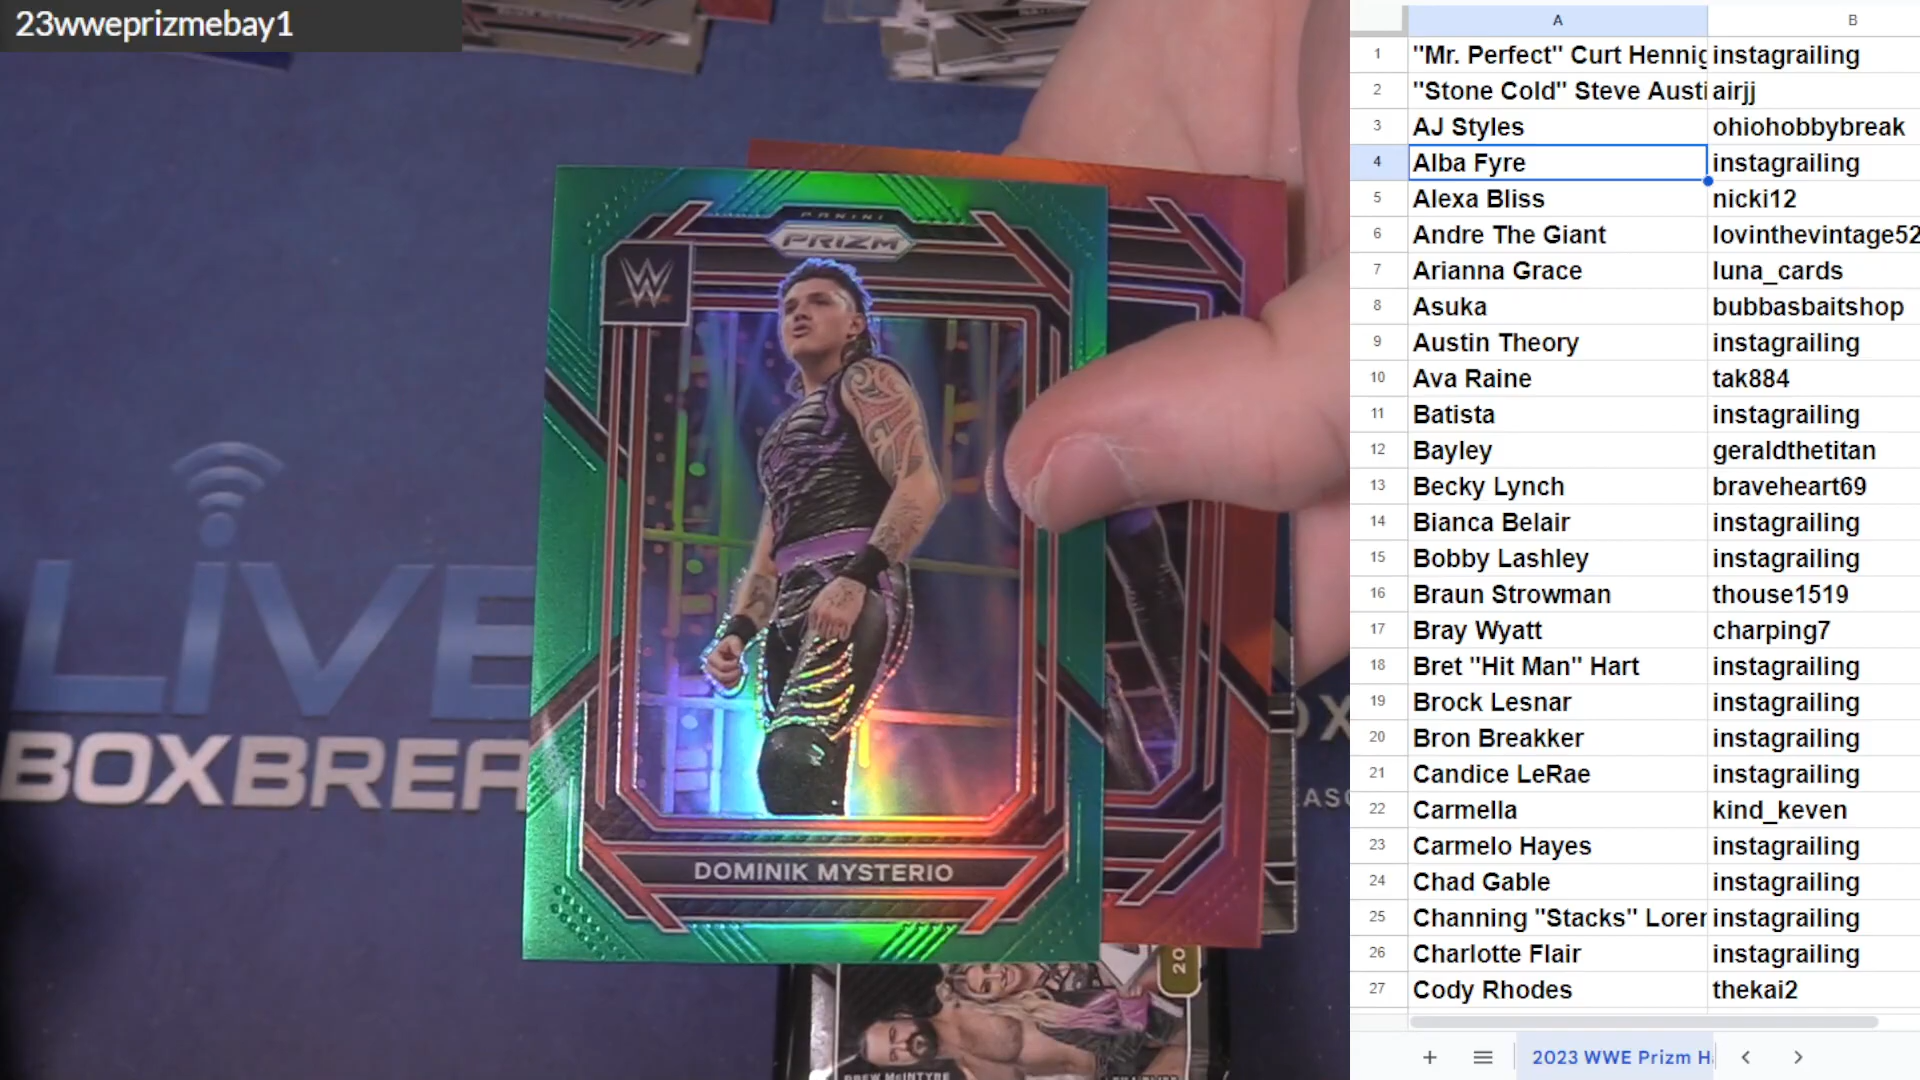 23wweprizmebay1
PANINI
PRIZM
W
DOMINIK MYSTERIO
LiVE
BOXBREA
OX
EAS
20
DREW McINTYRE
A B
1 "Mr. Perfect" Curt Hennig instagrailing
2 "Stone Cold" Steve Austi airjj
3 AJ Styles ohiohobbybreak
4 Alba Fyre instagrailing
5 Alexa Bliss nicki12
6 Andre The Giant lovinthevintage52
7 Arianna Grace luna_cards
8 Asuka bubbasbaitshop
9 Austin Theory instagrailing
10 Ava Raine tak884
11 Batista instagrailing
12 Bayley geraldthetitan
13 Becky Lynch braveheart69
14 Bianca Belair instagrailing
15 Bobby Lashley instagrailing
16 Braun Strowman thouse1519
17 Bray Wyatt charping7
18 Bret "Hit Man" Hart instagrailing
19 Brock Lesnar instagrailing
20 Bron Breakker instagrailing
21 Candice LeRae instagrailing
22 Carmella kind_keven
23 Carmelo Hayes instagrailing
24 Chad Gable instagrailing
25 Channing "Stacks" Lorer instagrailing
26 Charlotte Flair instagrailing
27 Cody Rhodes thekai2
2023 WWE Prizm H